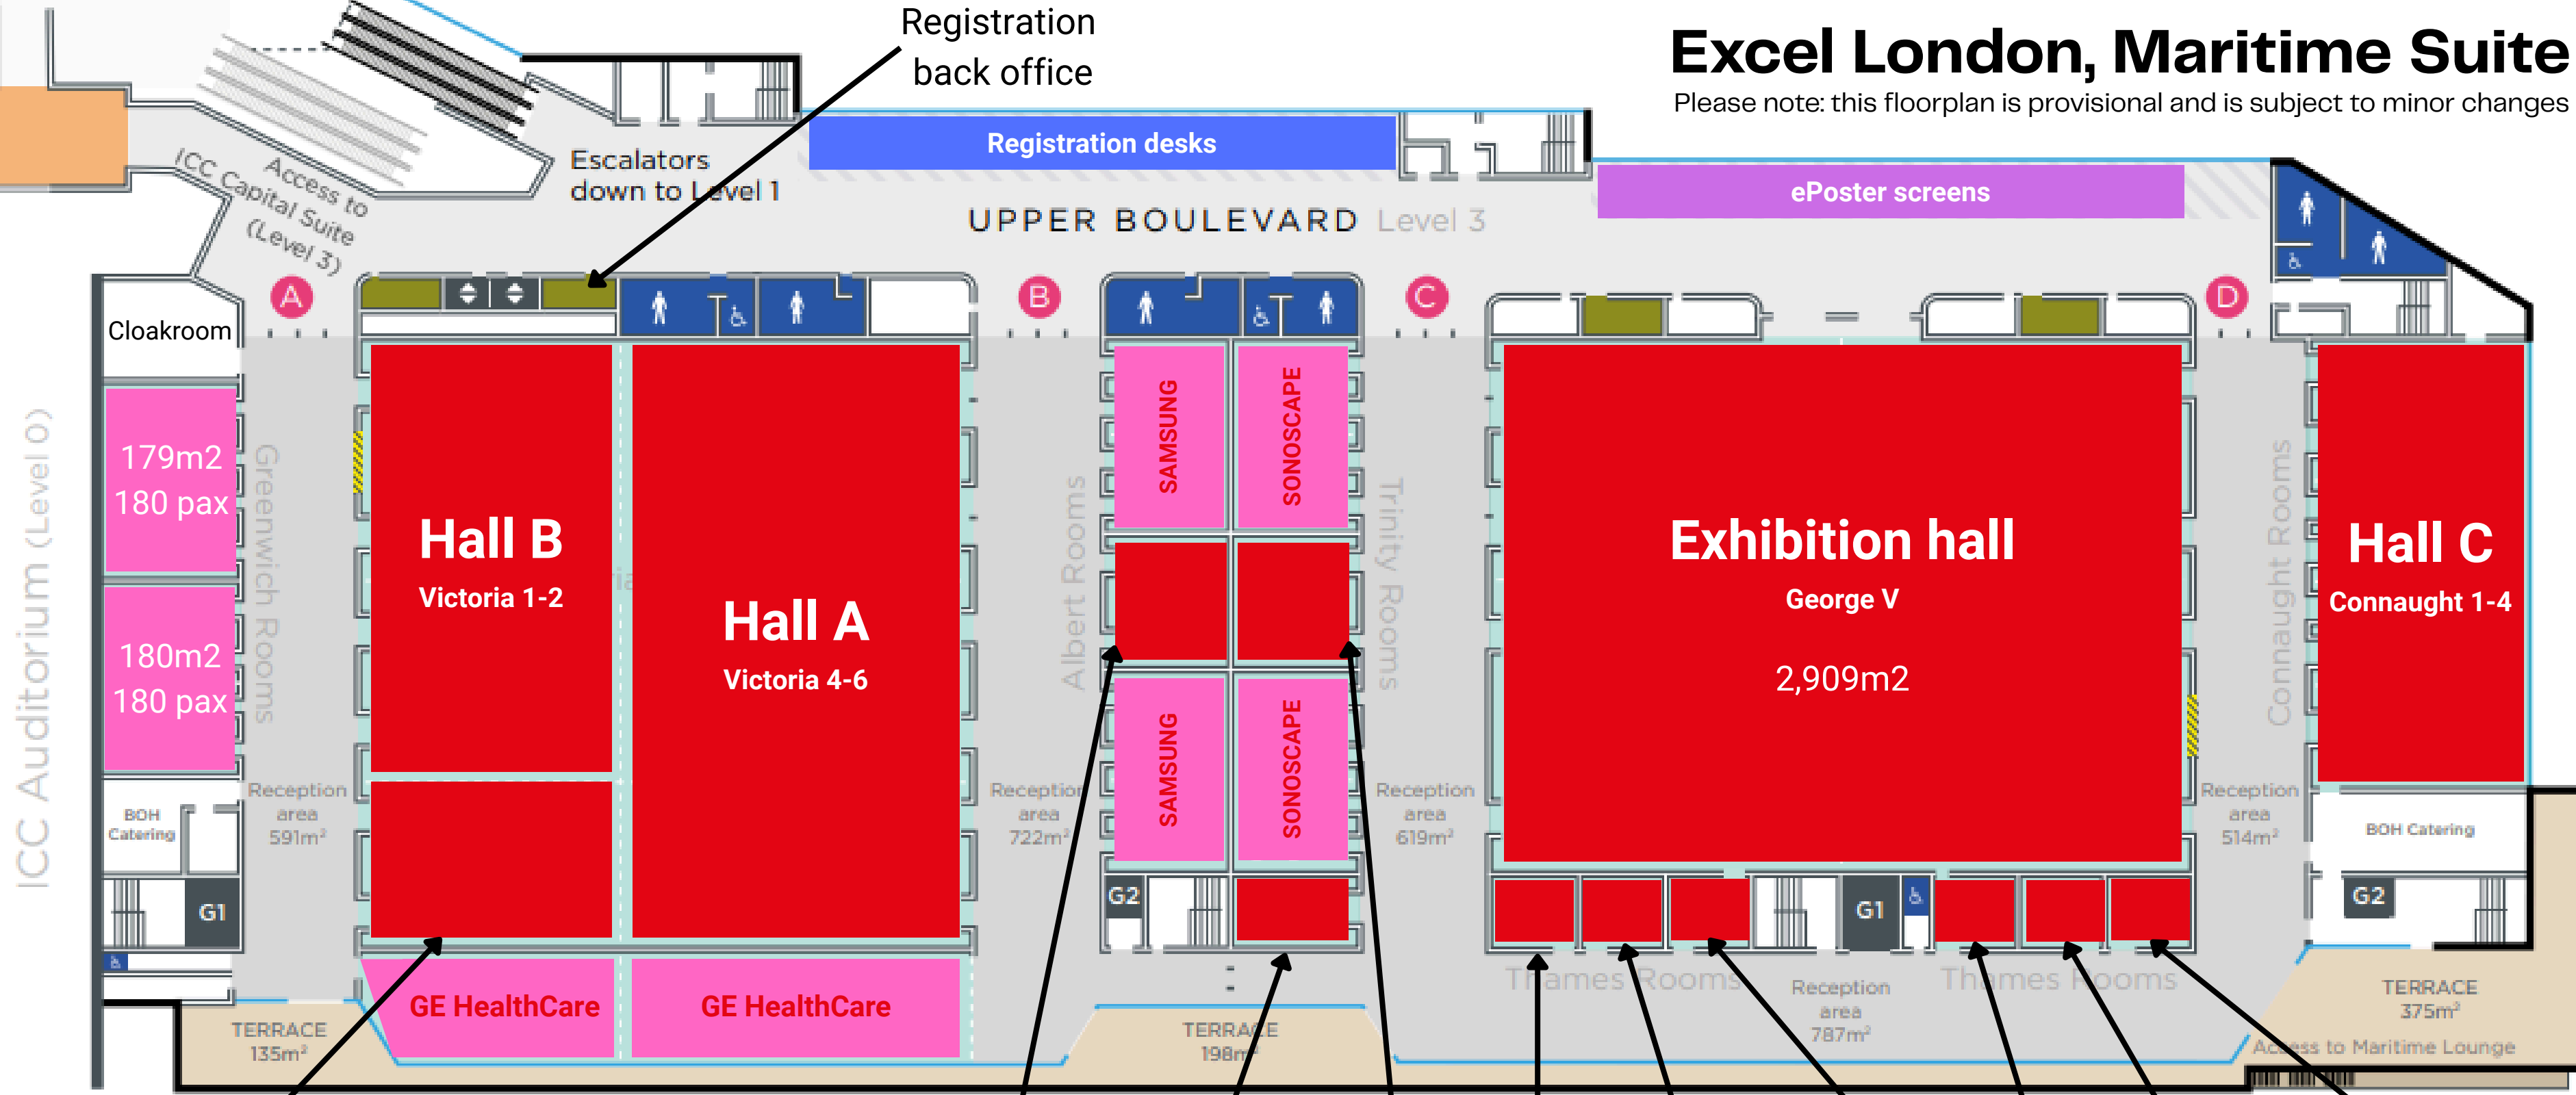 Excel London, Maritime Suite
Please note: this floorplan is provisional and is subject to minor changes
Registration
back office
Registration desks
ePoster screens
Escalators
down to Level 1
UPPER BOULEVARD Level 3
Access to
ICC Capital Suite
(Level 3)
A
B
C
D
Cloakroom
ICC Auditorium (Level 0)
179m2
180 pax
180m2
180 pax
Greenwich Rooms
Hall B
Victoria 1-2
Hall A
Victoria 4-6
Albert Rooms
SAMSUNG
SONOSCAPE
SAMSUNG
SONOSCAPE
Trinity Rooms
Exhibition hall
George V
2,909m2
Connaught Rooms
Hall C
Connaught 1-4
BOH
Catering
Reception
area
591m²
Reception
area
722m²
Reception
area
619m²
Reception
area
514m²
BOH Catering
G1
G2
G1
G2
GE HealthCare
GE HealthCare
Thames Rooms
Thames Rooms
Reception
area
787m²
TERRACE
135m²
TERRACE
198m²
TERRACE
375m²
Access to Maritime Lounge